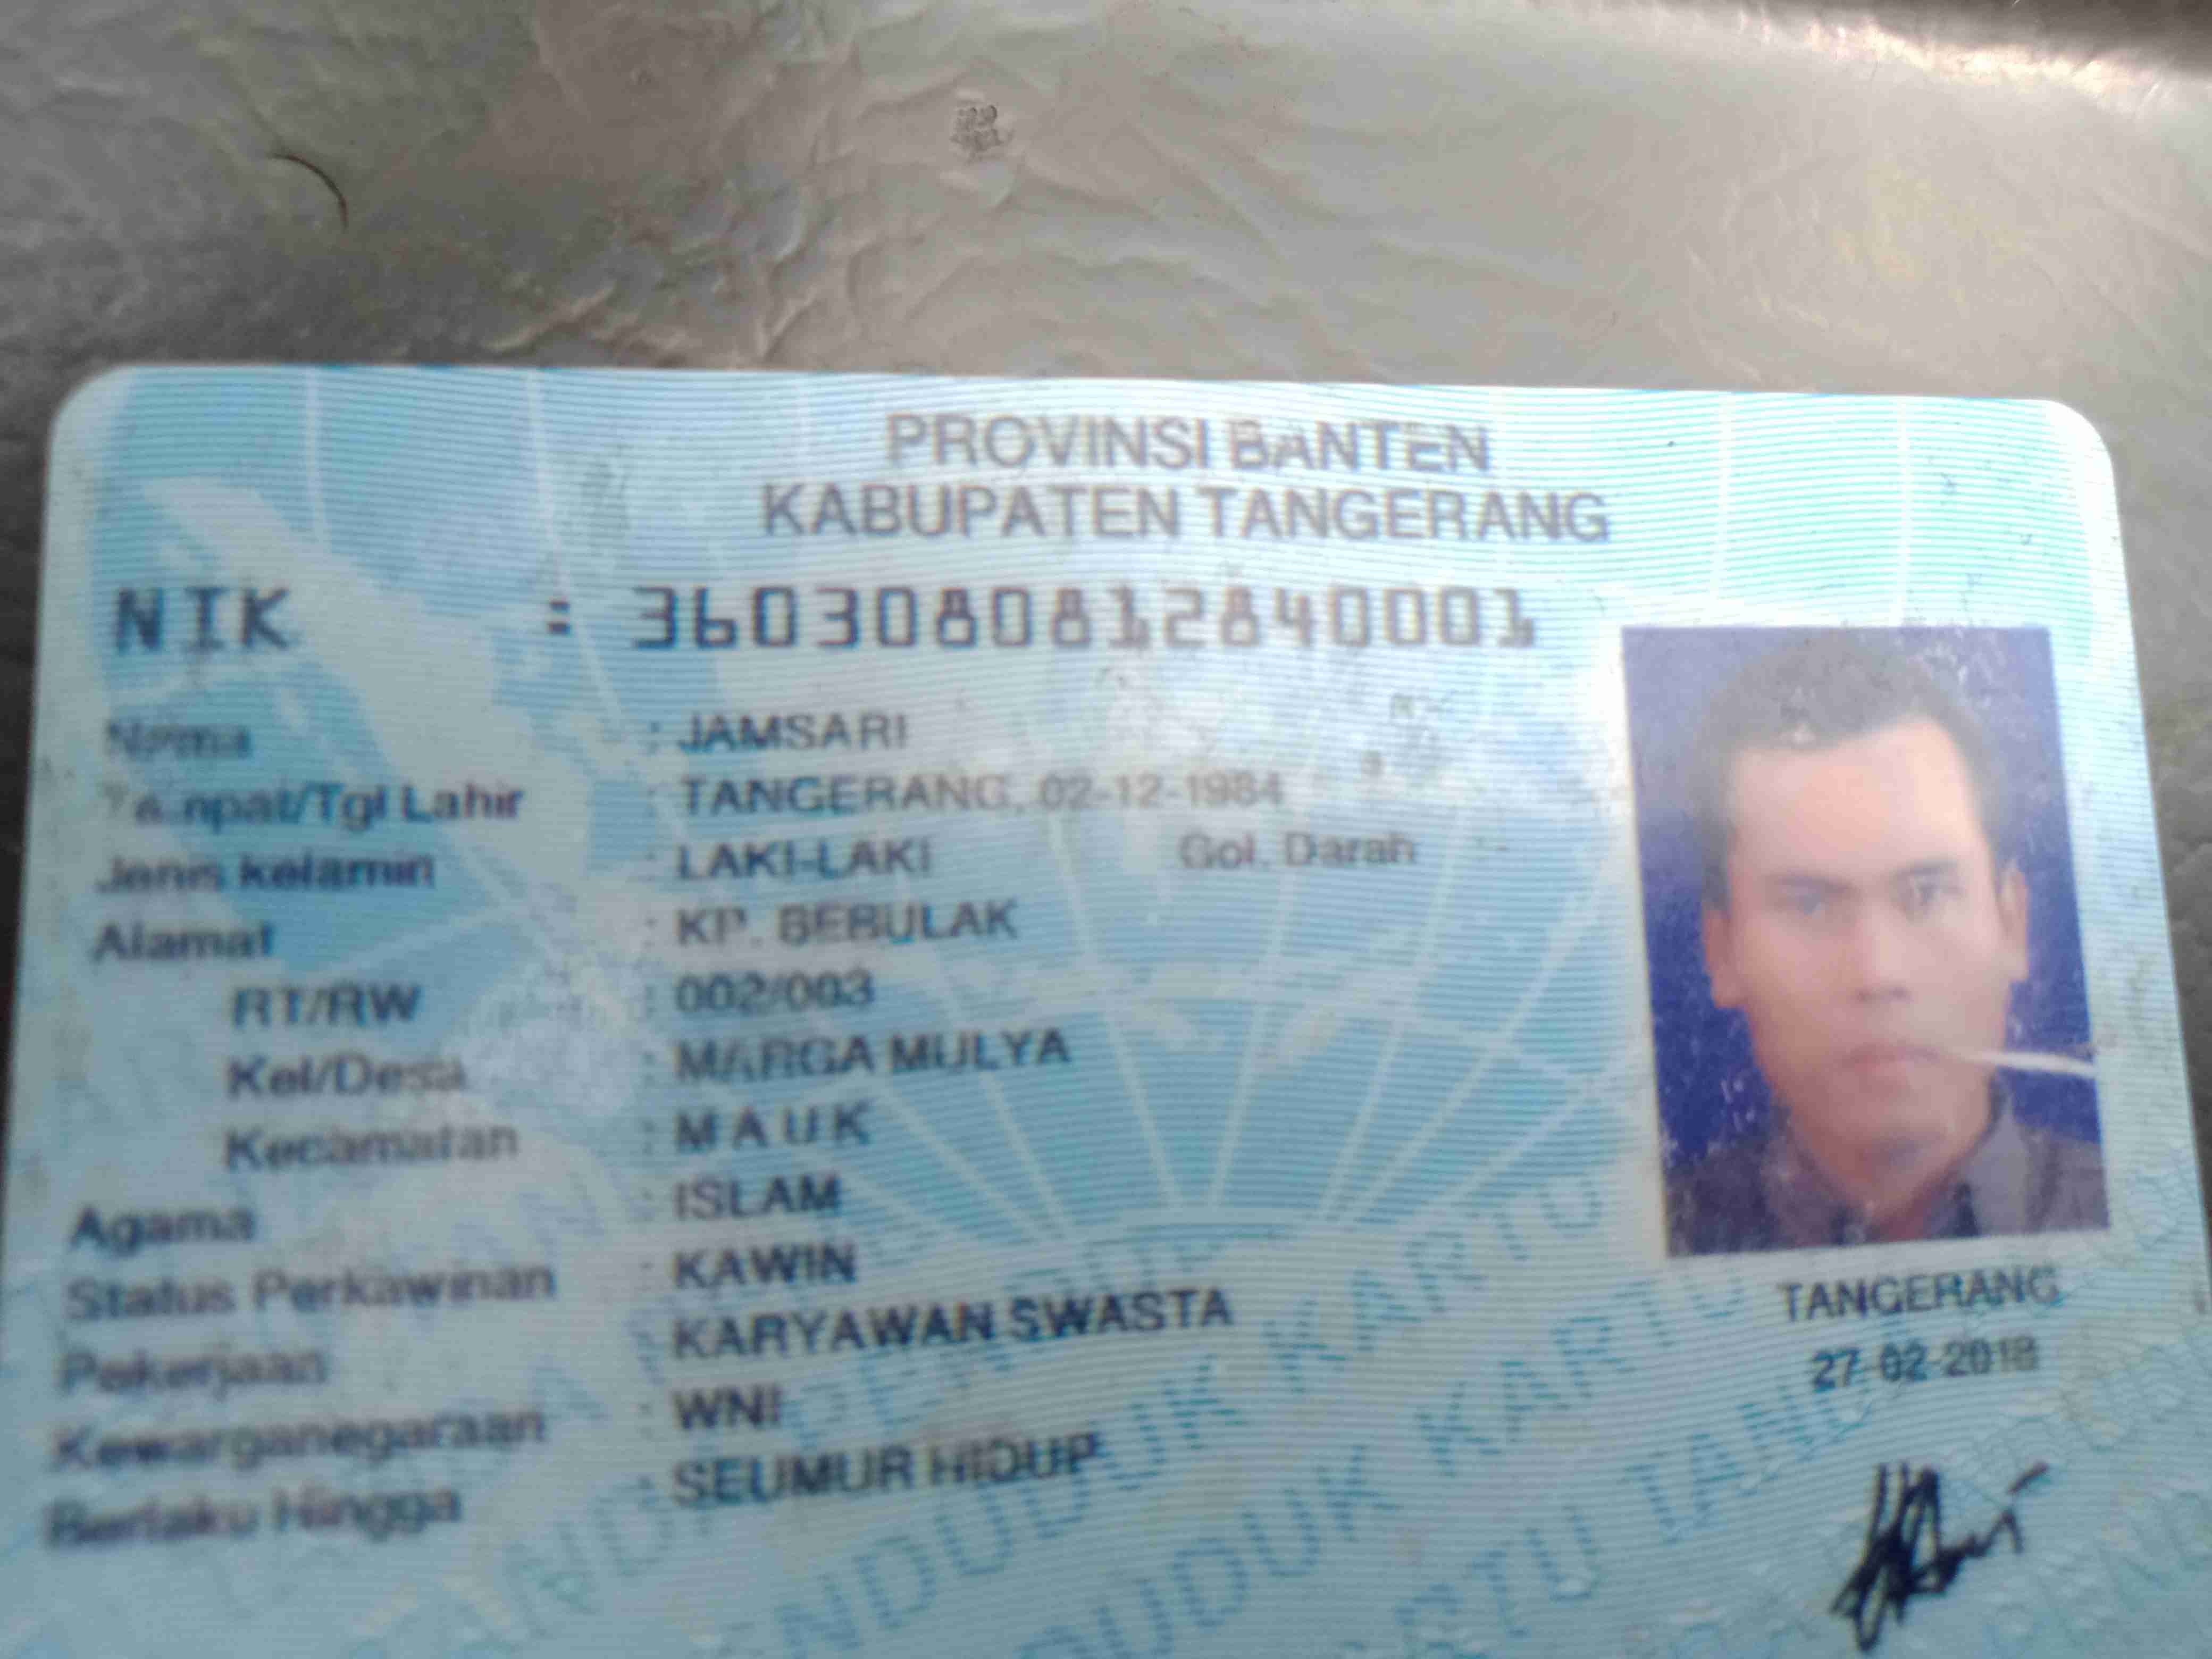 PROVINSI BANTEN
KABUPATEN TANGERANG
NIK : 3603080812840001
Nama : JAMSARI
Tempat/Tgl Lahir : TANGERANG, 02-12-1984
Jenis kelamin : LAKI-LAKI Gol. Darah : -
Alamat : KP. BEBULAK
RT/RW : 002/003
Kel/Desa : MARGA MULYA
Kecamatan : MAUK
Agama : ISLAM
Status Perkawinan : KAWIN
Pekerjaan : KARYAWAN SWASTA
Kewarganegaraan : WNI
Berlaku Hingga : SEUMUR HIDUP
TANGERANG
27-02-2018